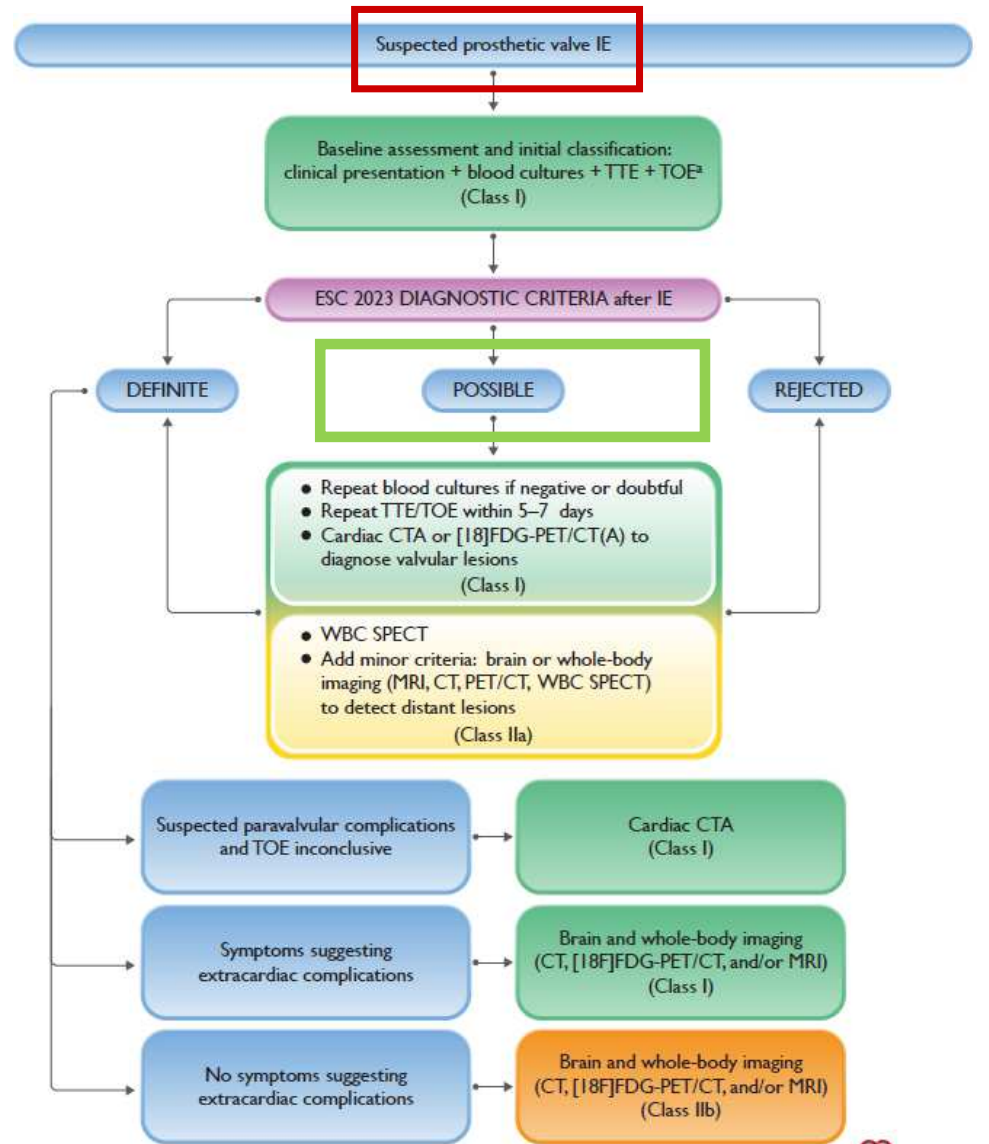 Suspected prosthetic valve IE
Baseline assessment and initial classification:
clinical presentation + blood cultures + TTE + TOEᵃ
(Class I)
ESC 2023 DIAGNOSTIC CRITERIA after IE
DEFINITE
POSSIBLE
REJECTED
● Repeat blood cultures if negative or doubtful
● Repeat TTE/TOE within 5–7 days
● Cardiac CTA or [18]FDG-PET/CT(A) to
diagnose valvular lesions
(Class I)
● WBC SPECT
● Add minor criteria: brain or whole-body
imaging (MRI, CT, PET/CT, WBC SPECT)
to detect distant lesions
(Class IIa)
Suspected paravalvular complications
and TOE inconclusive
Cardiac CTA
(Class I)
Symptoms suggesting
extracardiac complications
Brain and whole-body imaging
(CT, [18F]FDG-PET/CT, and/or MRI)
(Class I)
No symptoms suggesting
extracardiac complications
Brain and whole-body imaging
(CT, [18F]FDG-PET/CT, and/or MRI)
(Class IIb)